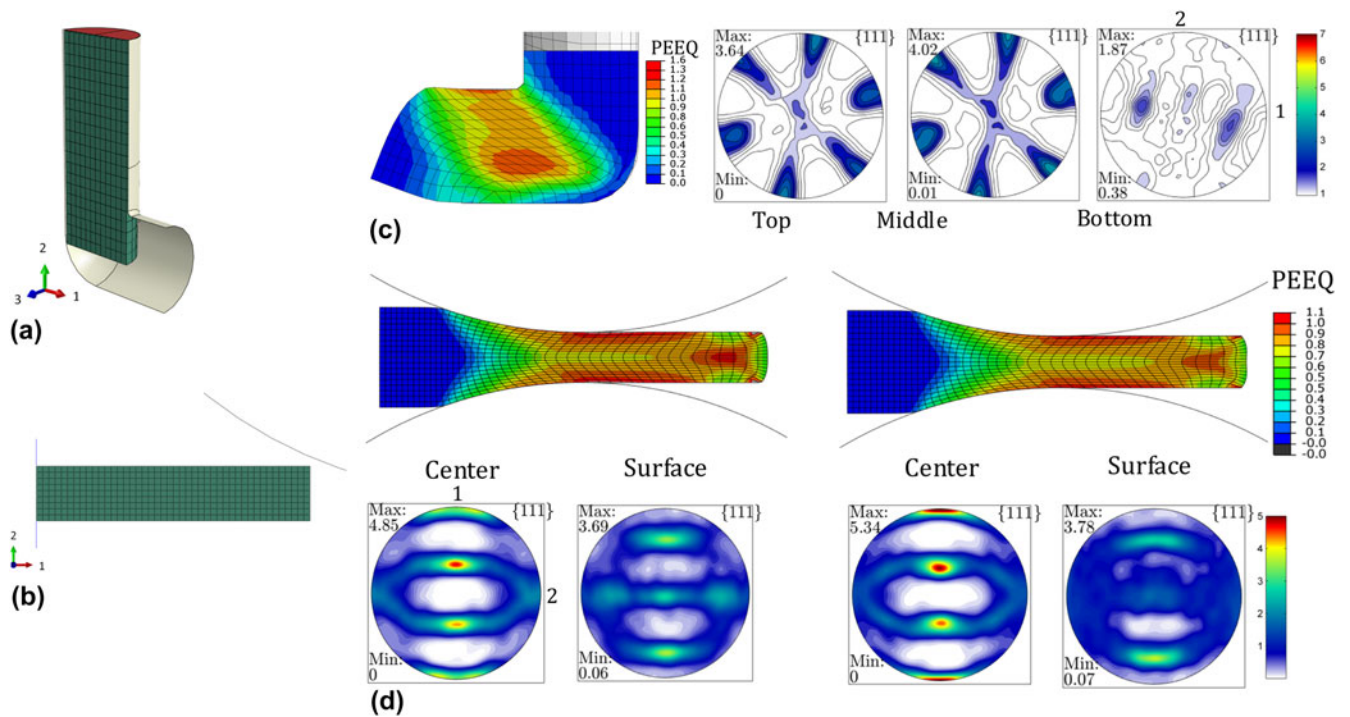 (a)
2
3
1
(b)
2
1
(c)
PEEQ
1.6
1.3
1.2
1.1
1.0
0.9
0.8
0.7
0.6
0.5
0.4
0.3
0.2
0.1
0.0
Max:
3.64
{111}
Min:
0
Top
Max:
4.02
{111}
Min:
0.01
Middle
2
Max:
1.87
{111}
1
Min:
0.38
Bottom
7
6
5
4
3
2
1
PEEQ
1.1
1.0
0.9
0.8
0.7
0.6
0.5
0.4
0.3
0.2
0.1
-0.0
-0.0
Center
1
Max:
4.85
{111}
2
Min:
0
Surface
Max:
3.69
{111}
Min:
0.06
Center
Max:
5.34
{111}
Min:
0
Surface
Max:
3.78
{111}
Min:
0.07
5
4
3
2
1
(d)